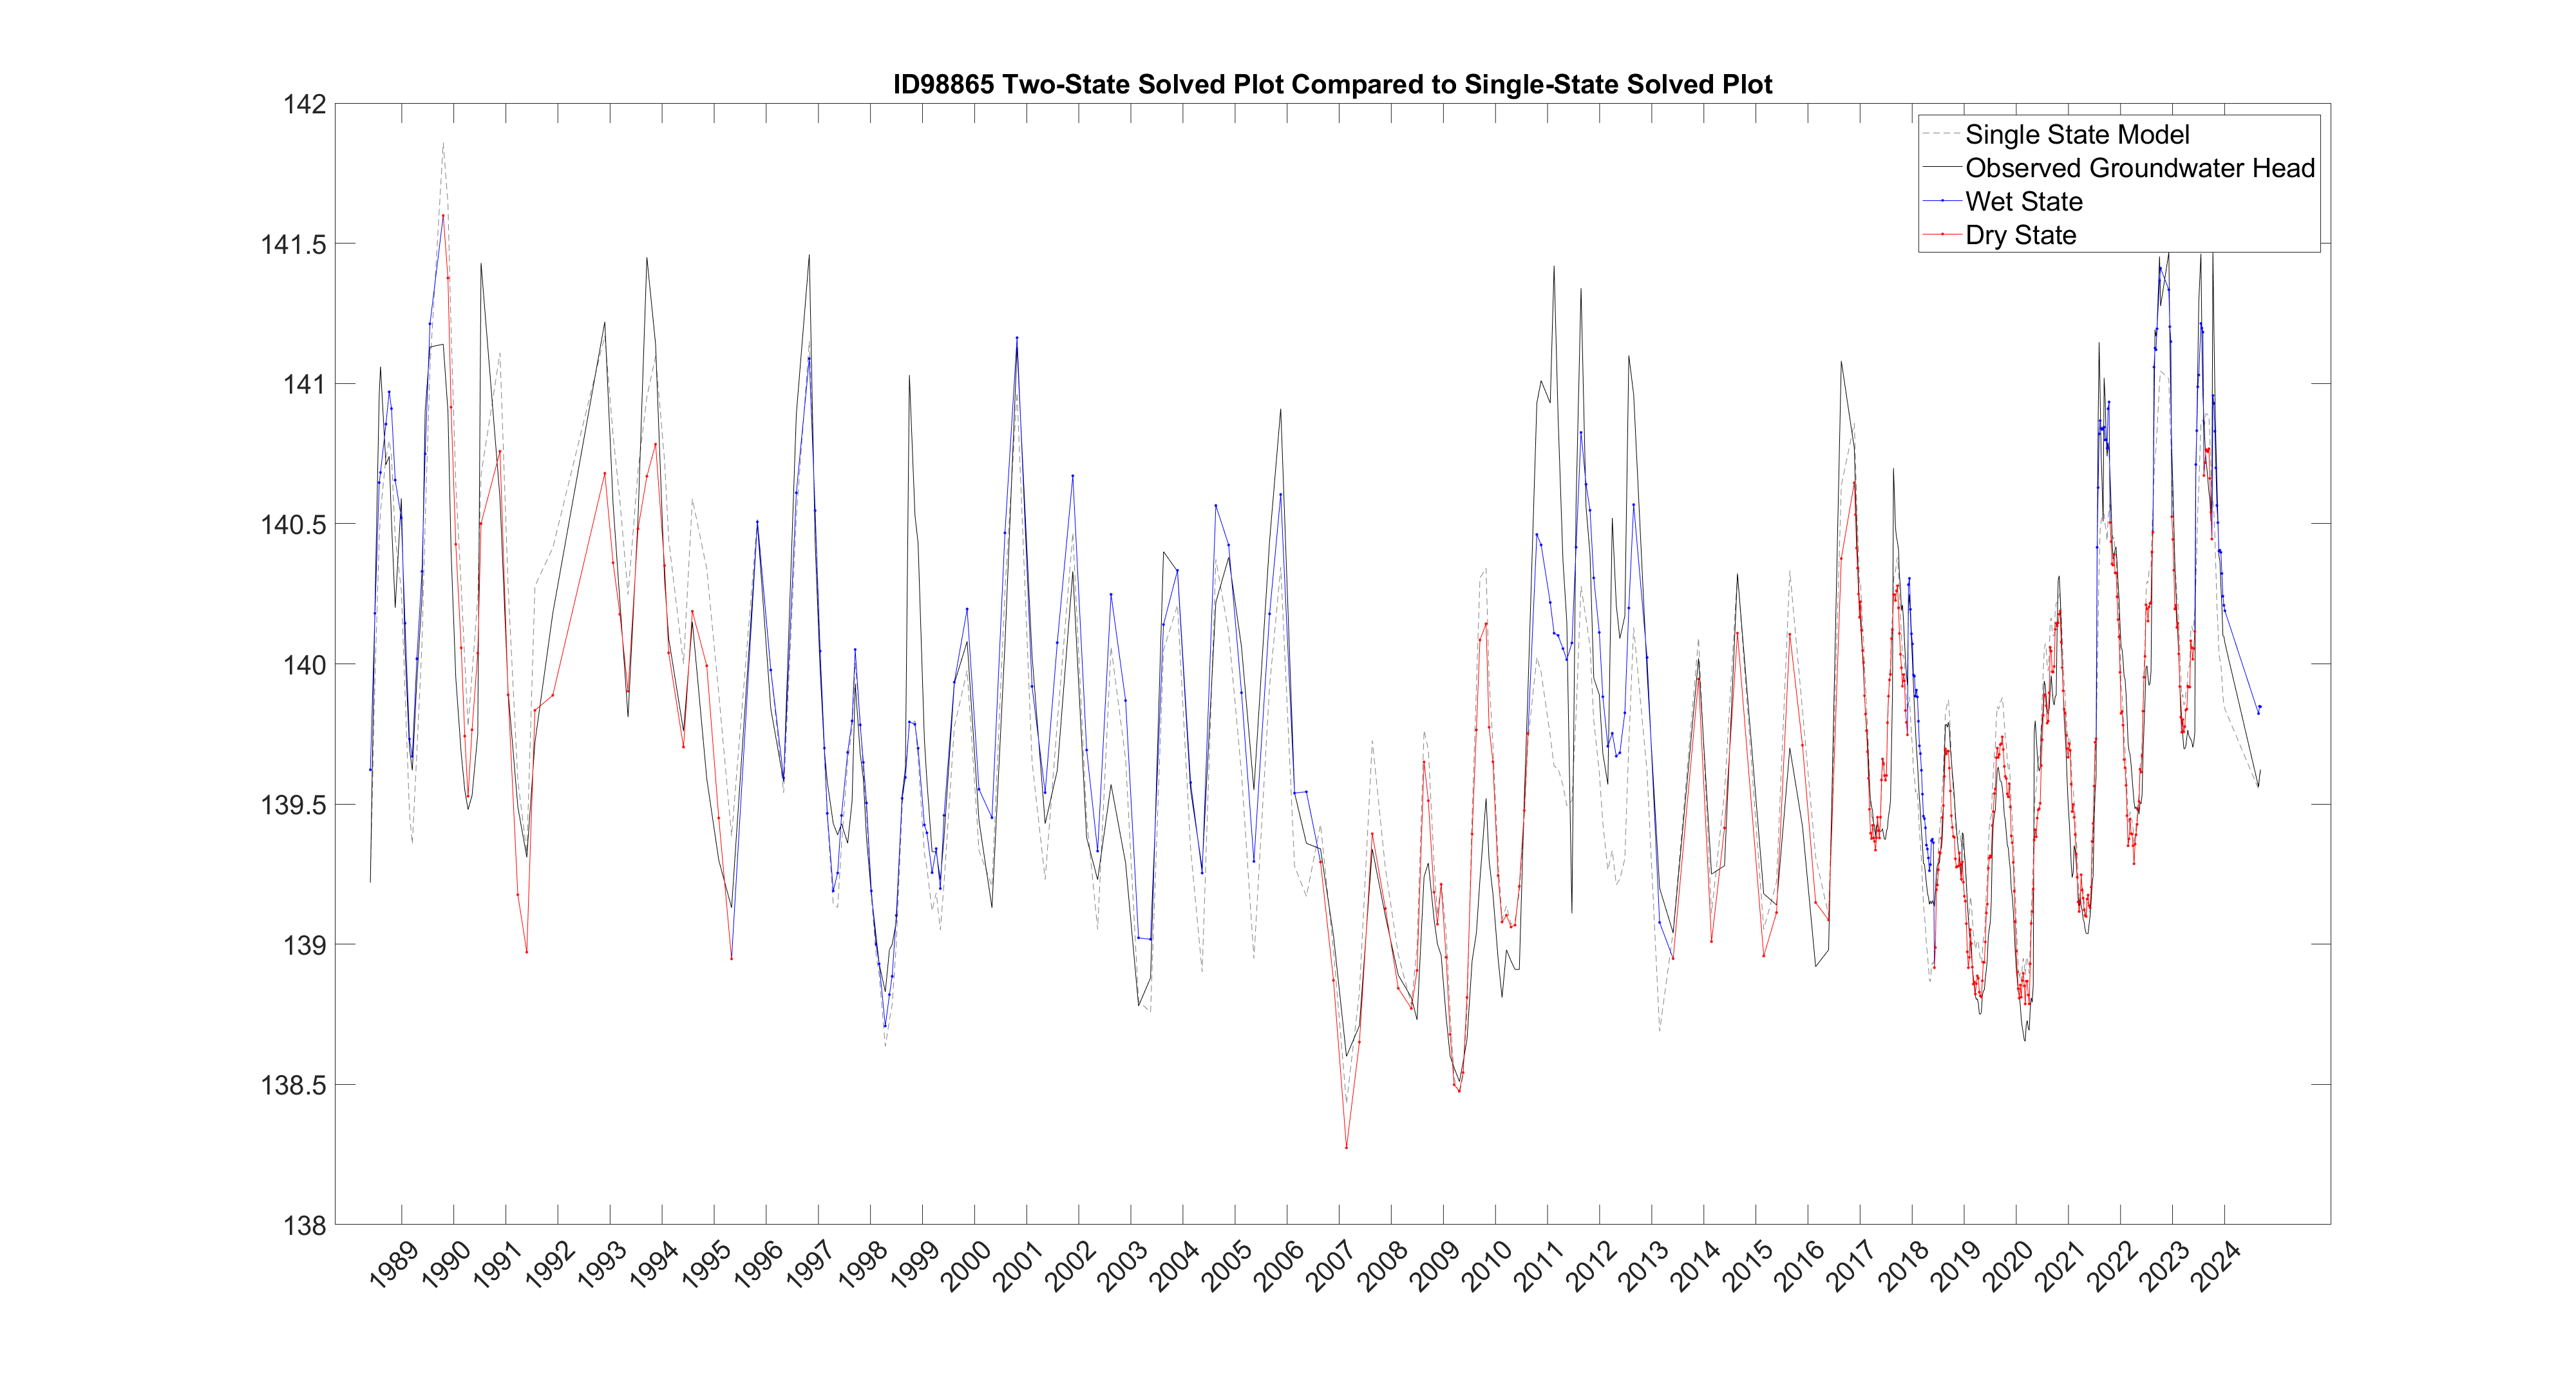 ID98865 Two-State Solved Plot Compared to Single-State Solved Plot
142
141.5
141
140.5
140
139.5
139
138.5
138
Single State Model
Observed Groundwater Head
Wet State
Dry State
1989 1990 1991 1992 1993 1994 1995 1996 1997 1998 1999 2000 2001 2002 2003 2004 2005 2006 2007 2008 2009 2010 2011 2012 2013 2014 2015 2016 2017 2018 2019 2020 2021 2022 2023 2024